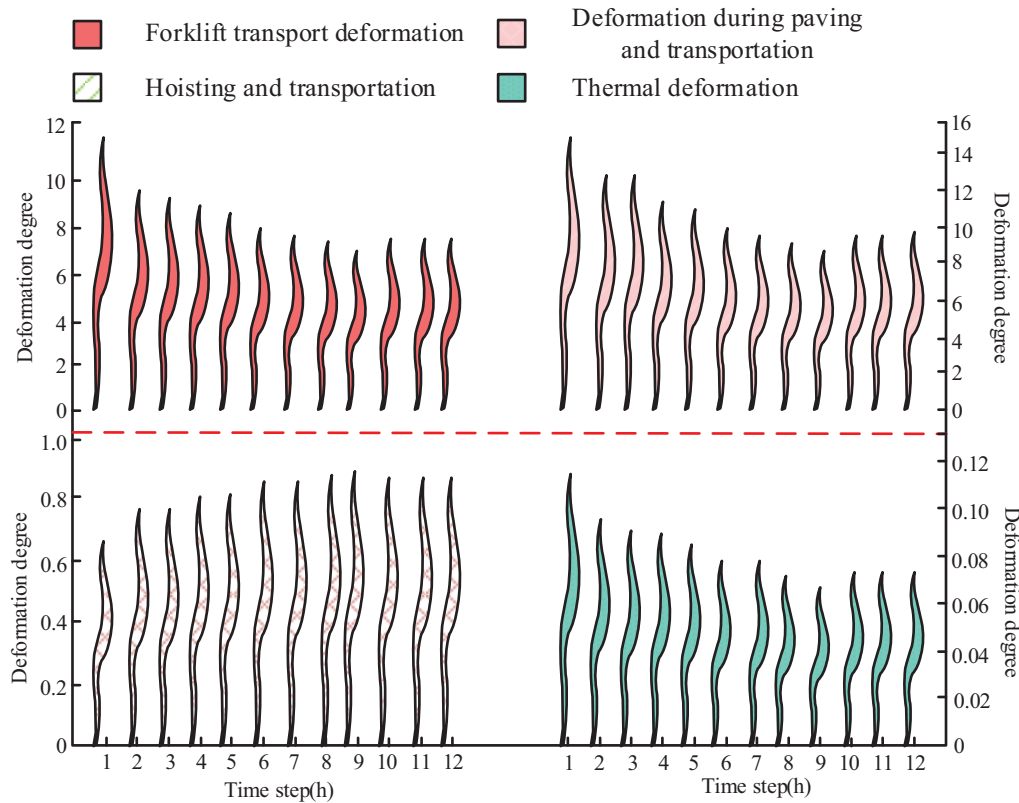 Forklift transport deformation
Deformation during paving
and transportation
Hoisting and transportation
Thermal deformation
Deformation degree
12
10
8
6
4
2
0
16
14
12
10
8
6
4
2
0
Deformation degree
Deformation degree
1.0
0.8
0.6
0.4
0.2
0
0.12
0.10
0.08
0.06
0.04
0.02
0
Deformation degree
1 2 3 4 5 6 7 8 9 10 11 12
Time step(h)
1 2 3 4 5 6 7 8 9 10 11 12
Time step(h)